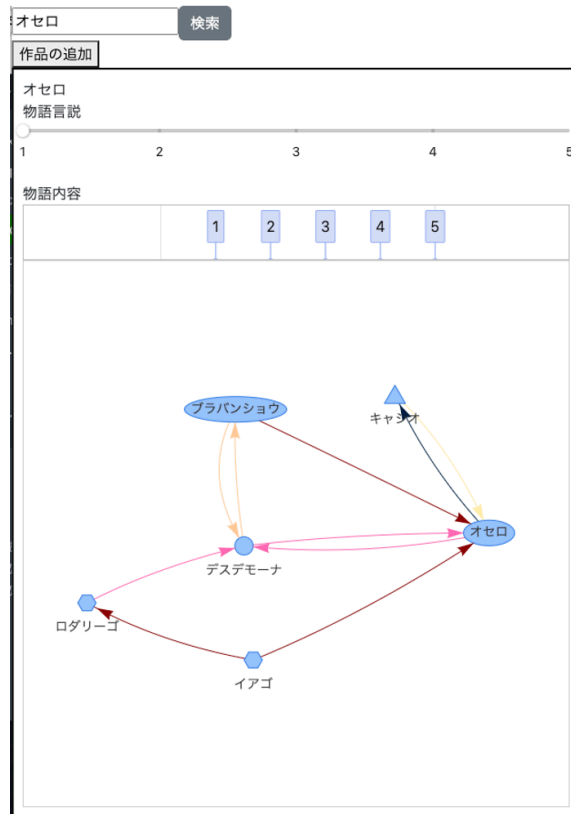 オセロ
検索
作品の追加
オセロ
物語言説
1 2 3 4 5
物語内容
1 2 3 4 5
ブラバンショウ
キャシオ
オセロ
デスデモーナ
ロダリーゴ
イアゴ